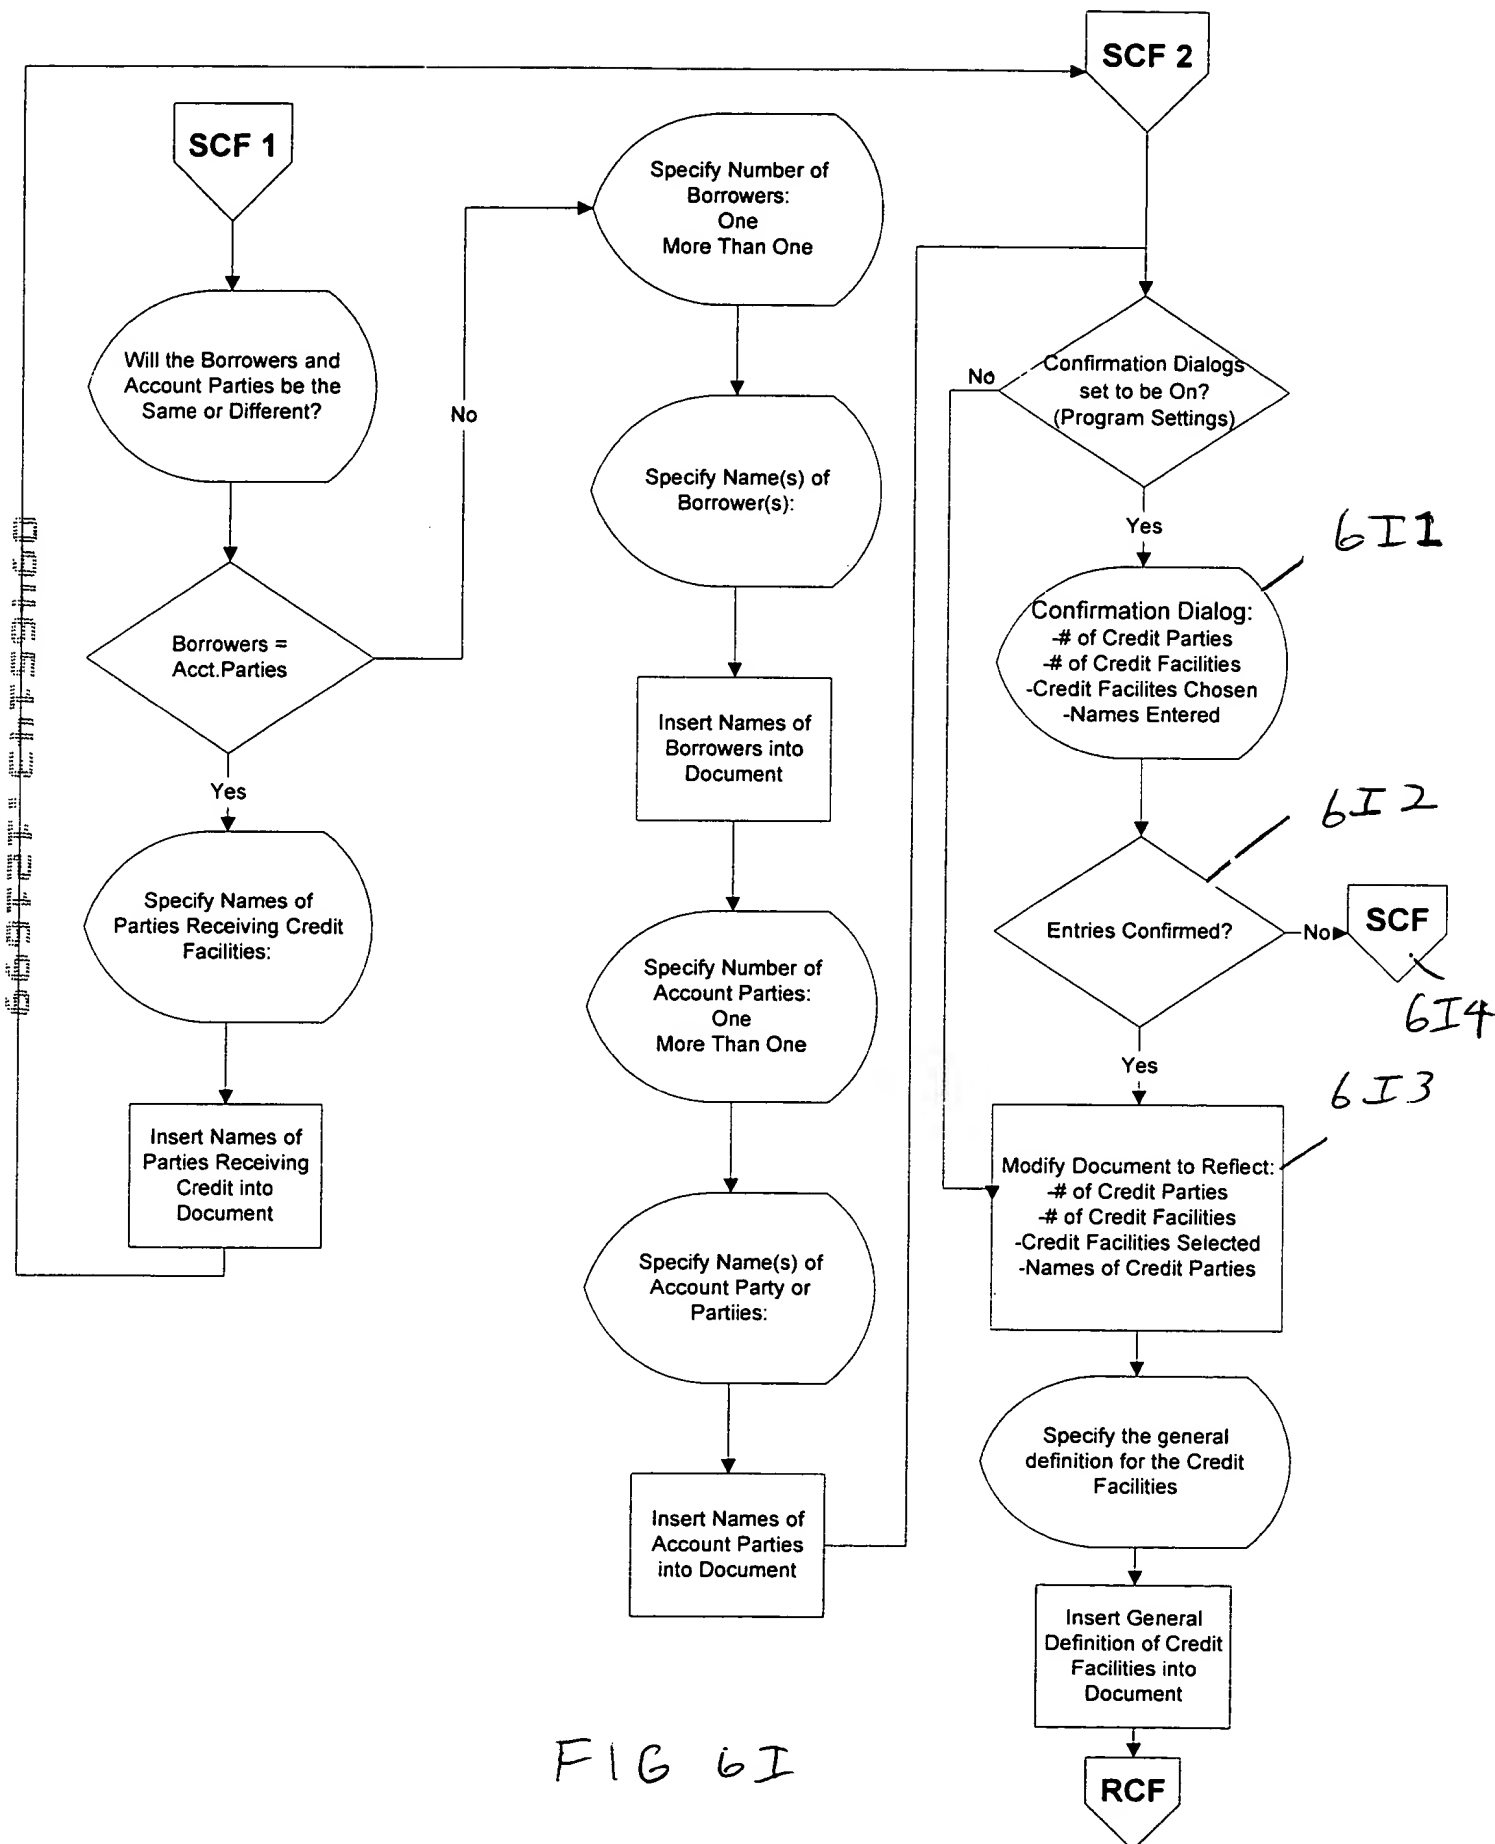 SCF 1
Will the Borrowers and
Account Parties be the
Same or Different?
Borrowers =
Acct.Parties
No
Yes
Specify Names of
Parties Receiving Credit
Facilities:
Insert Names of
Parties Receiving
Credit into
Document
Specify Number of
Borrowers:
One
More Than One
Specify Name(s) of
Borrower(s):
Insert Names of
Borrowers into
Document
Specify Number of
Account Parties:
One
More Than One
Specify Name(s) of
Account Party or
Partiies:
Insert Names of
Account Parties
into Document
SCF 2
Confirmation Dialogs
set to be On?
(Program Settings)
No
Yes
6I1
Confirmation Dialog:
-# of Credit Parties
-# of Credit Facilities
-Credit Facilites Chosen
-Names Entered
6I2
Entries Confirmed?
No
SCF
6I4
Yes
6I3
Modify Document to Reflect:
-# of Credit Parties
-# of Credit Facilities
-Credit Facilities Selected
-Names of Credit Parties
Specify the general
definition for the Credit
Facilities
Insert General
Definition of Credit
Facilities into
Document
RCF
FIG 6I